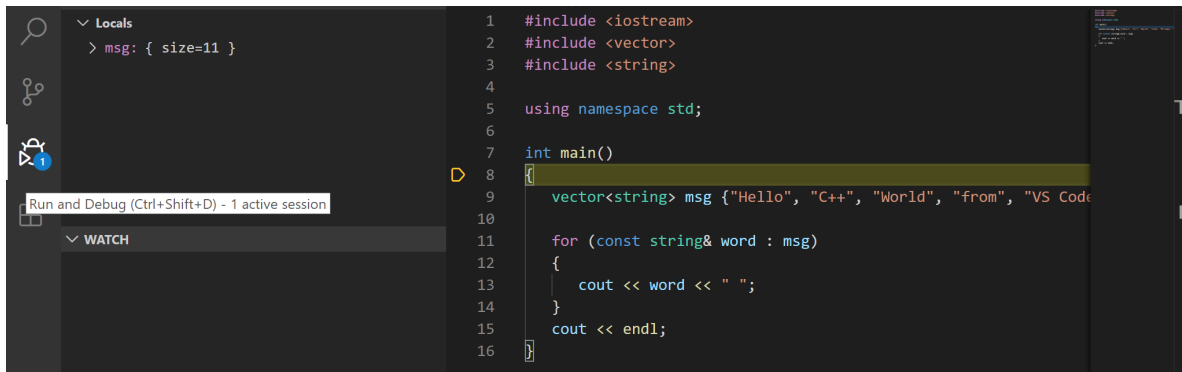 Locals
msg: { size=11 }
1
Run and Debug (Ctrl+Shift+D) - 1 active session
WATCH
1 #include <iostream>
2 #include <vector>
3 #include <string>
4
5 using namespace std;
6
7 int main()
8 {
9 vector<string> msg {"Hello", "C++", "World", "from", "VS Code
10
11 for (const string& word : msg)
12 {
13 cout << word << " ";
14 }
15 cout << endl;
16 }